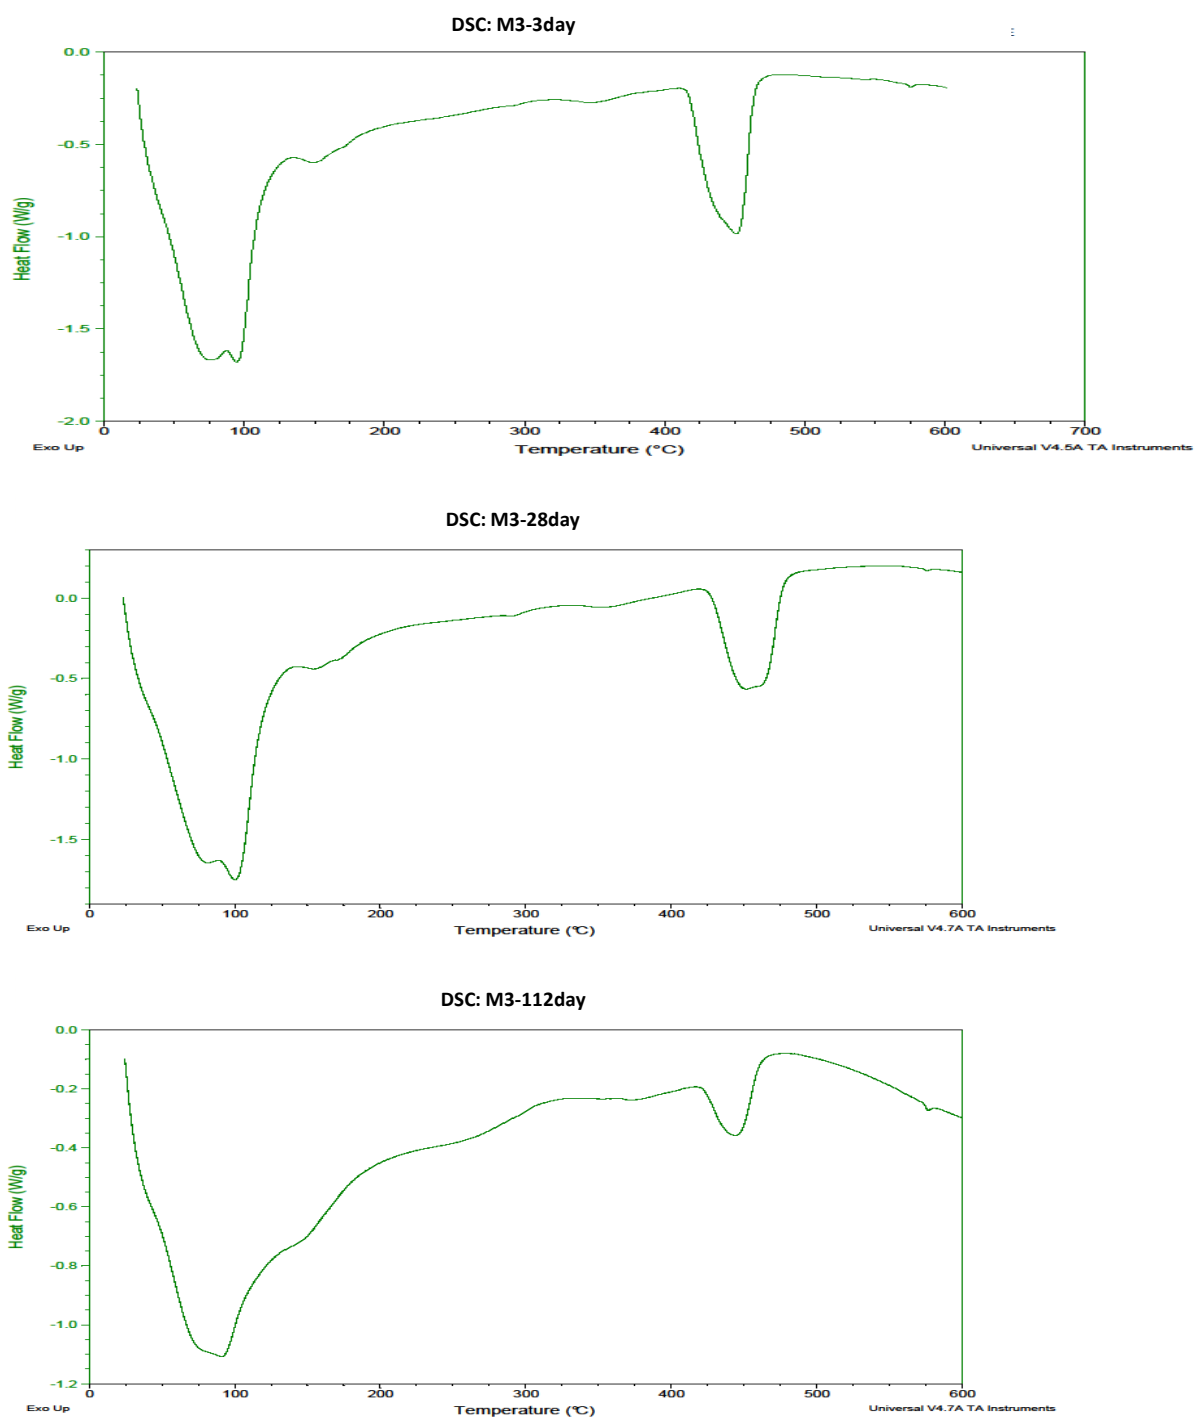 DSC: M3-3day
0.0
-0.5
-1.0
-1.5
-2.0
Heat Flow (W/g)
0 100 200 300 400 500 600 700
Exo Up Temperature (°C) Universal V4.5A TA Instruments
DSC: M3-28day
0.0
-0.5
-1.0
-1.5
Heat Flow (W/g)
0 100 200 300 400 500 600
Exo Up Temperature (°C) Universal V4.7A TA Instruments
DSC: M3-112day
0.0
-0.2
-0.4
-0.6
-0.8
-1.0
-1.2
Heat Flow (W/g)
0 100 200 300 400 500 600
Exo Up Temperature (°C) Universal V4.7A TA Instruments